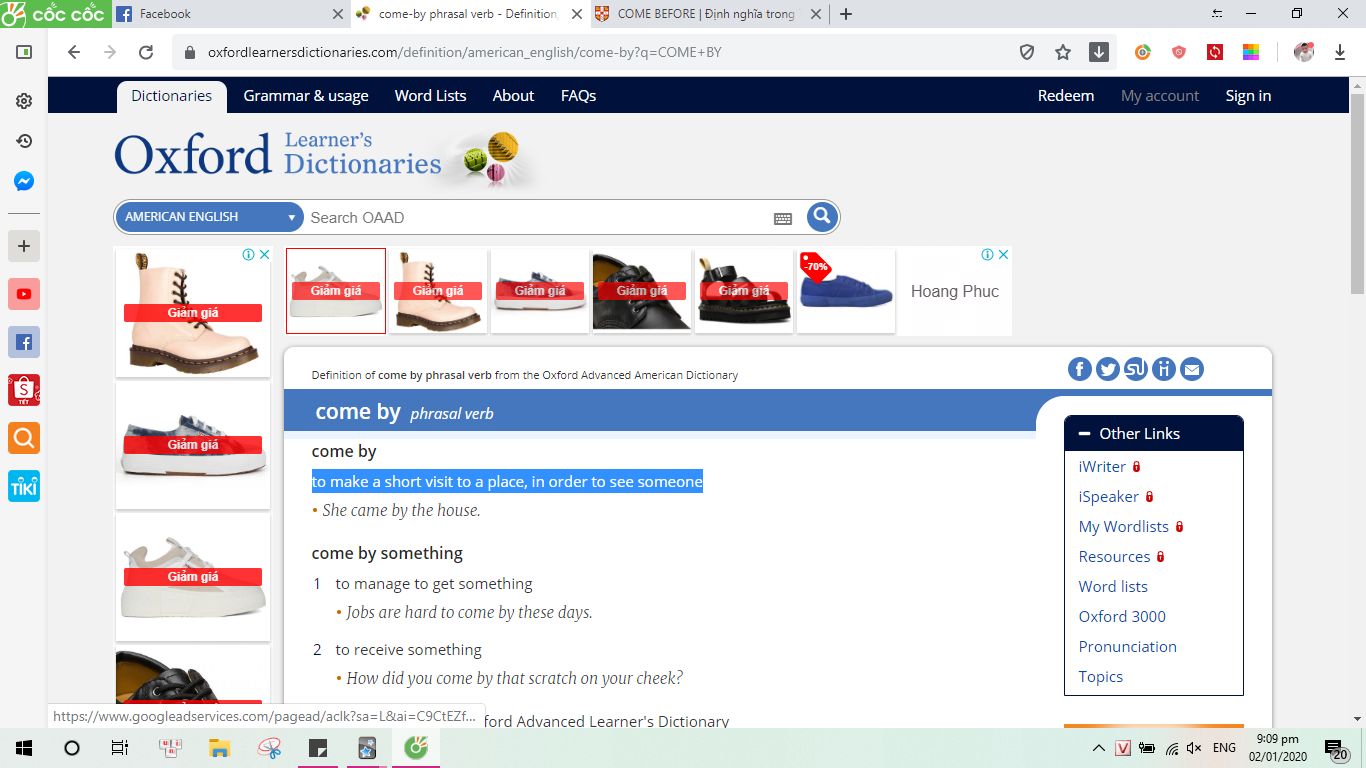 cốc cốc
Facebook
come-by phrasal verb - Definition,
COME BEFORE | Định nghĩa trong
oxfordlearnersdictionaries.com/definition/american_english/come-by?q=COME+BY
Dictionaries Grammar & usage Word Lists About FAQs Redeem My account Sign in
Oxford Learner's Dictionaries
AMERICAN ENGLISH Search OAAD
Giảm giá
Giảm giá
Giảm giá
Giảm giá
Giảm giá
Giảm giá
-70%
Hoang Phuc
Giảm giá
Giảm giá
TẾT
TIKI
Definition of come by phrasal verb from the Oxford Advanced American Dictionary
come by phrasal verb
come by
to make a short visit to a place, in order to see someone
• She came by the house.
come by something
1 to manage to get something
• Jobs are hard to come by these days.
2 to receive something
• How did you come by that scratch on your cheek?
ford Advanced Learner's Dictionary
Other Links
iWriter
iSpeaker
My Wordlists
Resources
Word lists
Oxford 3000
Pronunciation
Topics
https://www.googleadservices.com/pagead/aclk?sa=L&ai=C9CtEZf...
ENG
9:09 pm
02/01/2020
20